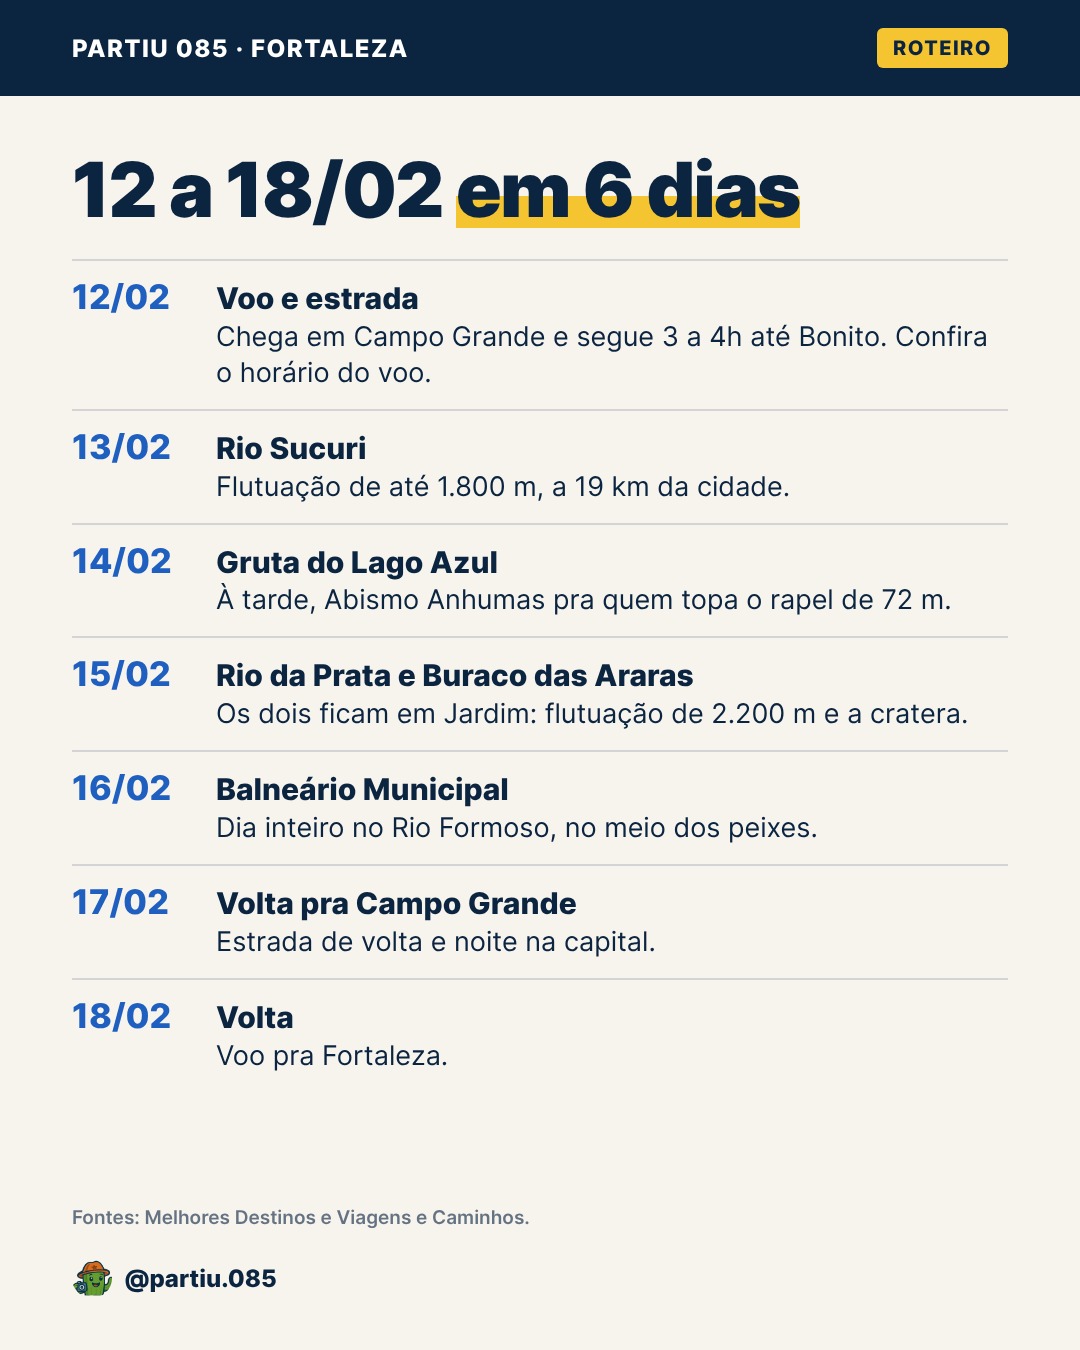 PARTIU 085 · FORTALEZA
ROTEIRO
12 a 18/02 em 6 dias
12/02
Voo e estrada
Chega em Campo Grande e segue 3 a 4h até Bonito. Confira
o horário do voo.
13/02
Rio Sucuri
Flutuação de até 1.800 m, a 19 km da cidade.
14/02
Gruta do Lago Azul
À tarde, Abismo Anhumas pra quem topa o rapel de 72 m.
15/02
Rio da Prata e Buraco das Araras
Os dois ficam em Jardim: flutuação de 2.200 m e a cratera.
16/02
Balneário Municipal
Dia inteiro no Rio Formoso, no meio dos peixes.
17/02
Volta pra Campo Grande
Estrada de volta e noite na capital.
18/02
Volta
Voo pra Fortaleza.
Fontes: Melhores Destinos e Viagens e Caminhos.
@partiu.085